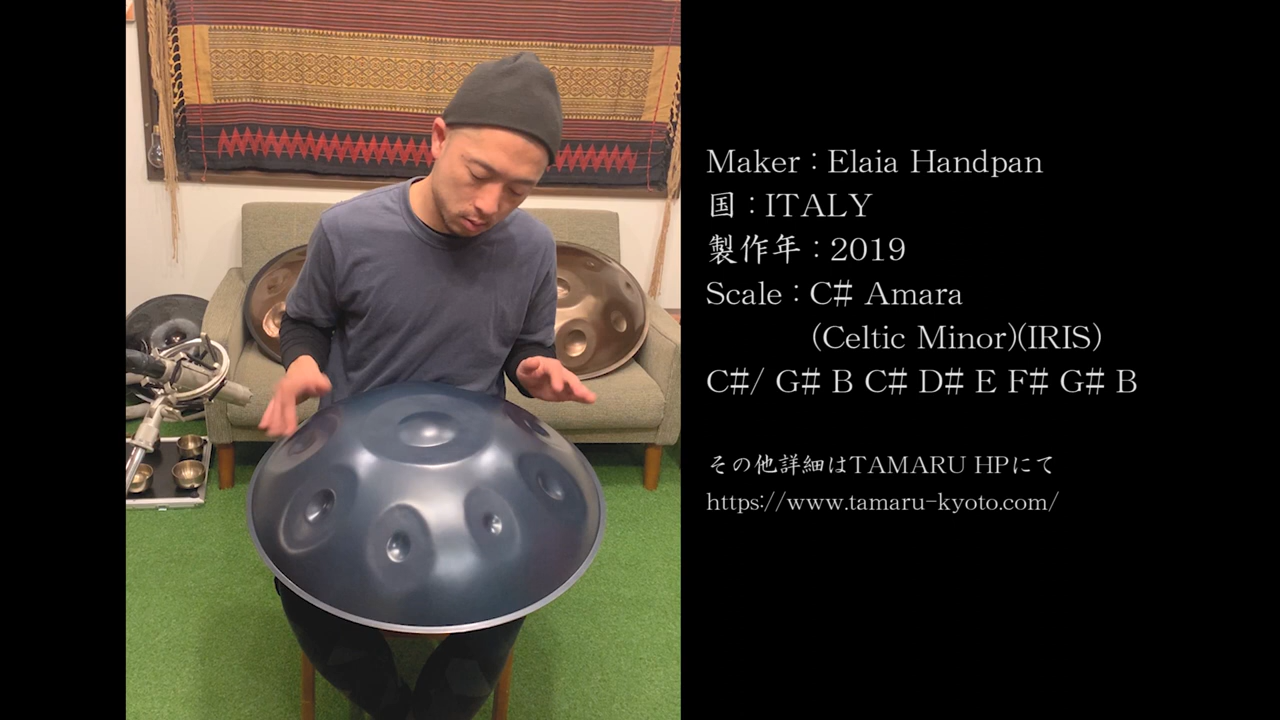 Maker : Elaia Handpan
国 : ITALY
製作年 : 2019
Scale : C# Amara
(Celtic Minor)(IRIS)
C#/ G# B C# D# E F# G# B
その他詳細はTAMARU HPにて
https://www.tamaru-kyoto.com/